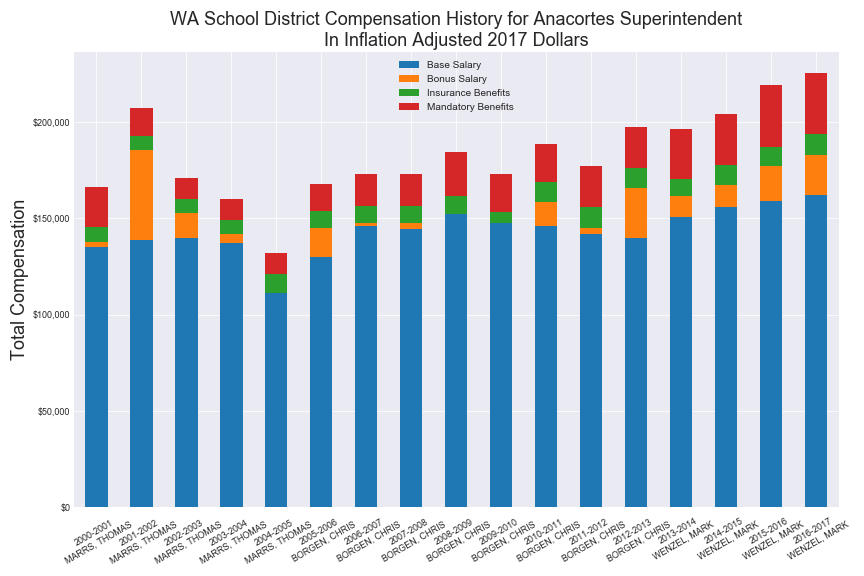 WA School District Compensation History for Anacortes Superintendent
In Inflation Adjusted 2017 Dollars
Base Salary
Bonus Salary
Insurance Benefits
Mandatory Benefits
Total Compensation
$200,000
$150,000
$100,000
$50,000
$0
2000-2001
MARRS, THOMAS
2001-2002
MARRS, THOMAS
2002-2003
MARRS, THOMAS
2003-2004
MARRS, THOMAS
2004-2005
MARRS, THOMAS
2005-2006
BORGEN, CHRIS
2006-2007
BORGEN, CHRIS
2007-2008
BORGEN, CHRIS
2008-2009
BORGEN, CHRIS
2009-2010
BORGEN, CHRIS
2010-2011
BORGEN, CHRIS
2011-2012
BORGEN, CHRIS
2012-2013
BORGEN, CHRIS
2013-2014
WENZEL, MARK
2014-2015
WENZEL, MARK
2015-2016
WENZEL, MARK
2016-2017
WENZEL, MARK